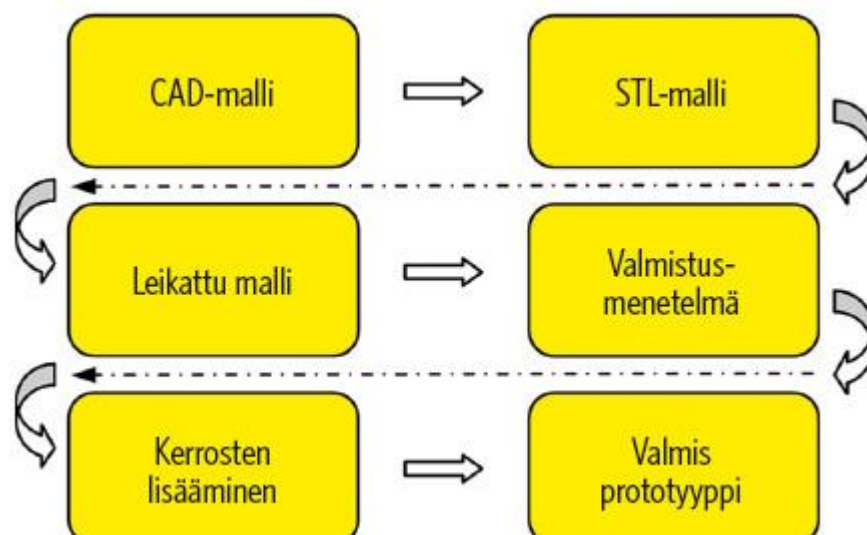 CAD-malli
STL-malli
Leikattu malli
Valmistus-
menetelmä
Kerrosten
lisääminen
Valmis
prototyyppi